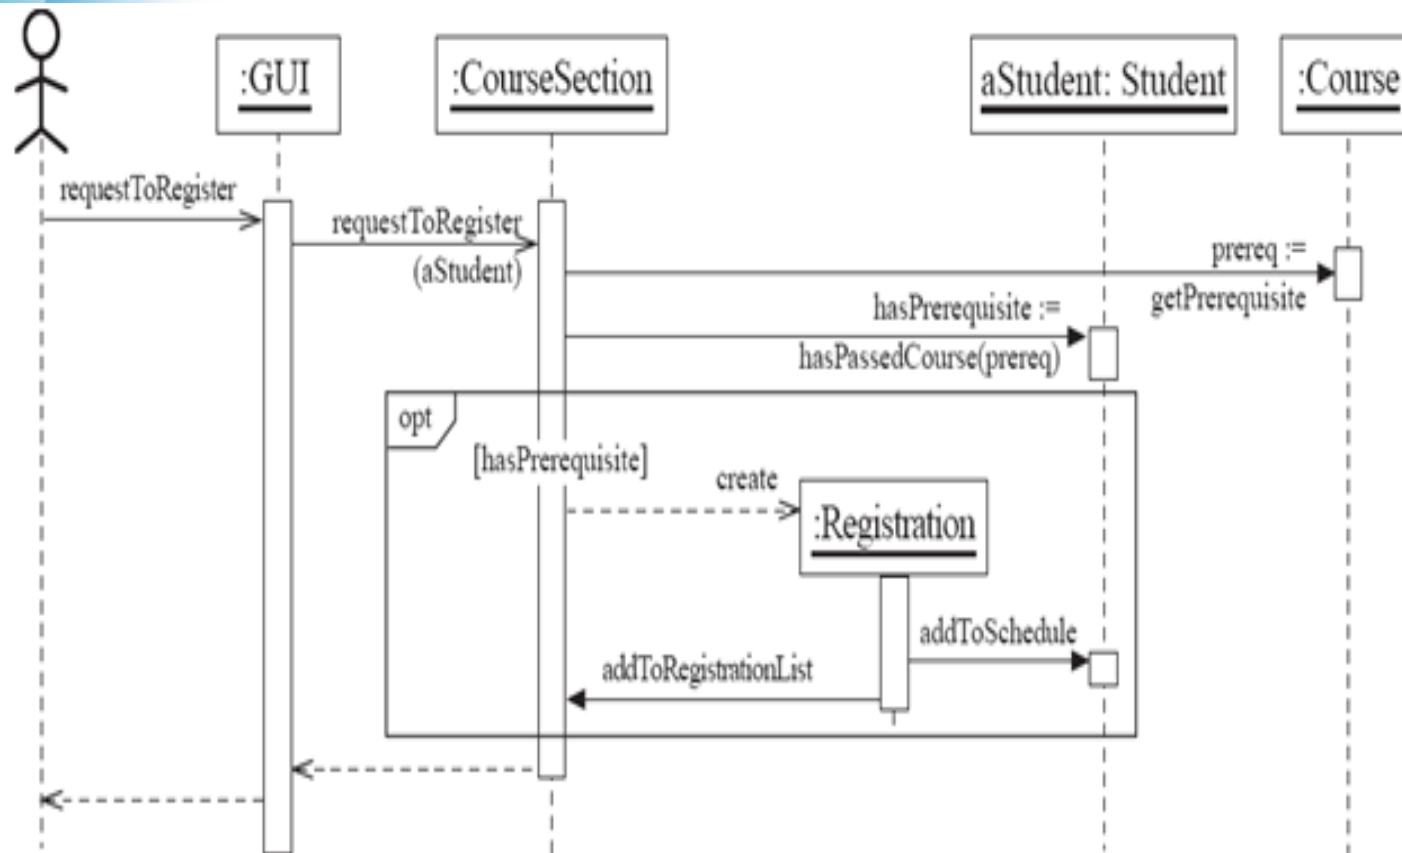 :GUI
:CourseSection
aStudent: Student
:Course
requestToRegister
requestToRegister
(aStudent)
prereq :=
getPrerequisite
hasPrerequisite :=
hasPassedCourse(prereq)
opt
[hasPrerequisite]
create
:Registration
addToSchedule
addToRegistrationList